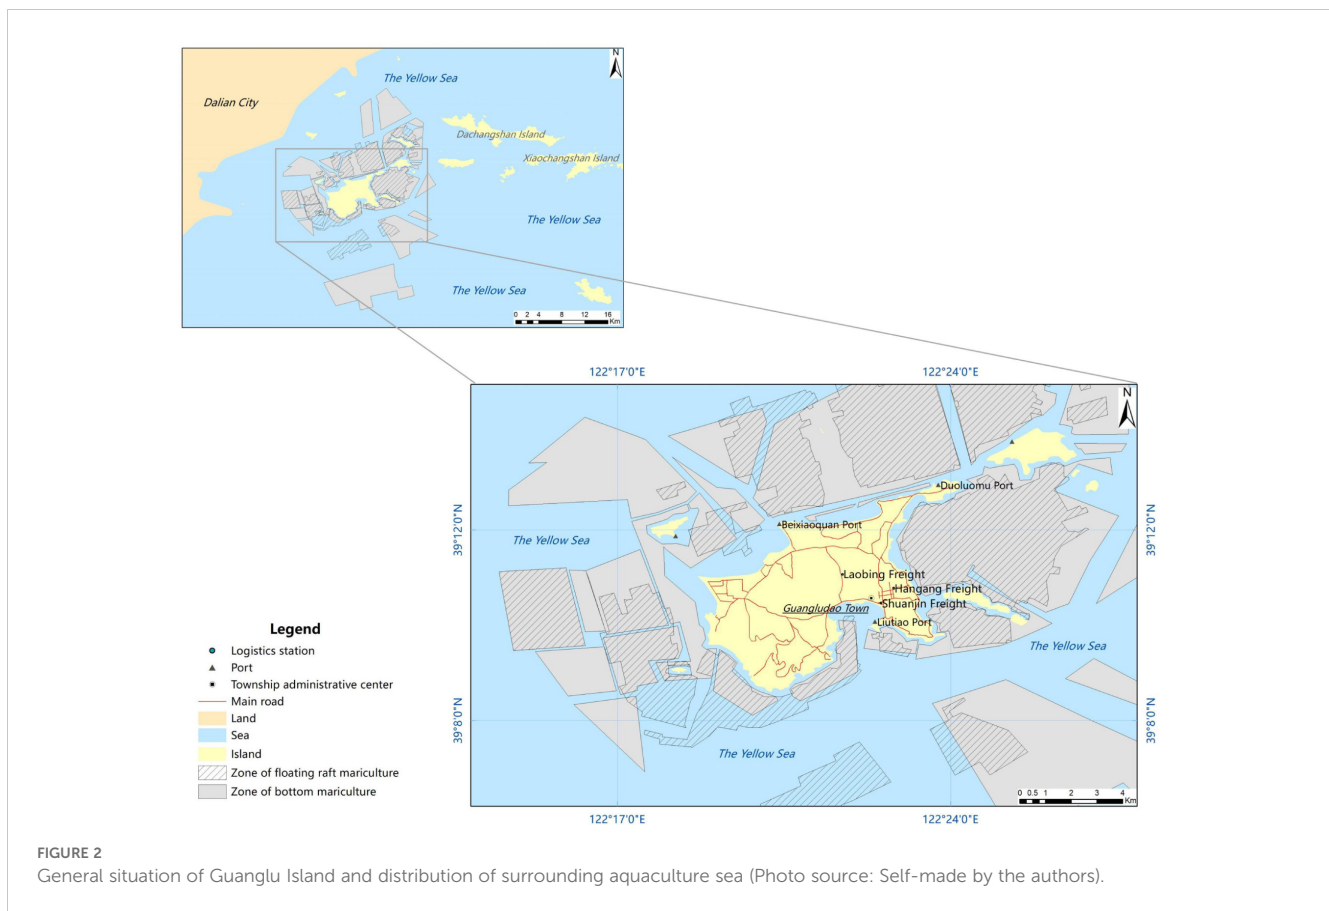 N
The Yellow Sea
Dalian City
Dachangshan Island
Xiaochangshan Island
The Yellow Sea
The Yellow Sea
0 2 4 8 12 16
Km
122°17'0"E 122°24'0"E
N
Duoluomu Port
Beixiaoquan Port
39°12'0"N 39°12'0"N
The Yellow Sea
Laobing Freight
Hangang Freight
Guangludao Town Shuanjin Freight
Liutiao Port
The Yellow Sea
39°8'0"N 39°8'0"N
The Yellow Sea
0 0.5 1 2 3 4
Km
122°17'0"E 122°24'0"E
Legend
Logistics station
Port
Township administrative center
Main road
Land
Sea
Island
Zone of floating raft mariculture
Zone of bottom mariculture
FIGURE 2
General situation of Guanglu Island and distribution of surrounding aquaculture sea (Photo source: Self-made by the authors).